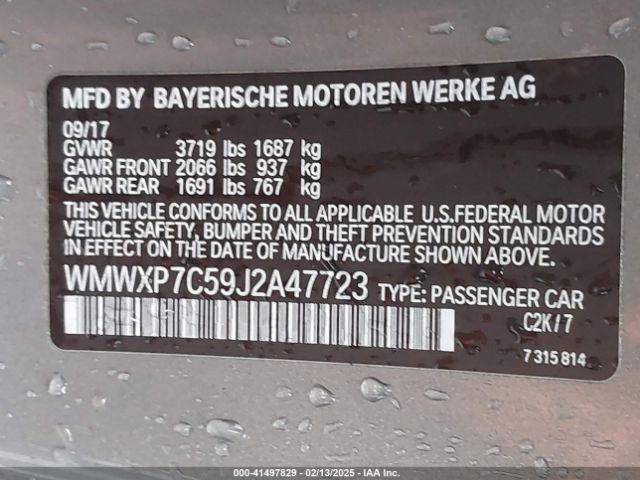 MFD BY BAYERISCHE MOTOREN WERKE AG
09/17
GVWR 3719 lbs 1687 kg
GAWR FRONT 2066 lbs 937 kg
GAWR REAR 1691 lbs 767 kg
THIS VEHICLE CONFORMS TO ALL APPLICABLE U.S.FEDERAL MOTOR
VEHICLE SAFETY, BUMPER AND THEFT PREVENTION STANDARDS
IN EFFECT ON THE DATE OF MANUFACTURE SHOWN ABOVE.
WMWXP7C59J2A47723 TYPE: PASSENGER CAR
C2K/7
7 315 814
000-41497829 - 02/13/2025 - IAA Inc.